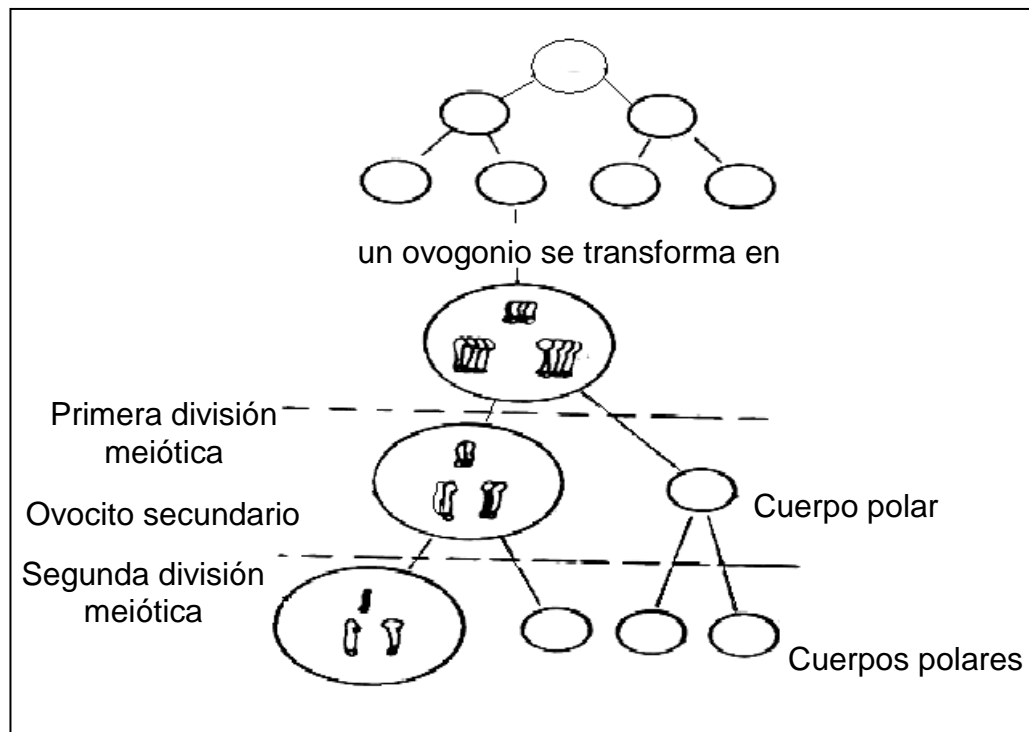 un ovogonio se transforma en
Primera división
meiótica
Ovocito secundario
Cuerpo polar
Segunda división
meiótica
Cuerpos polares